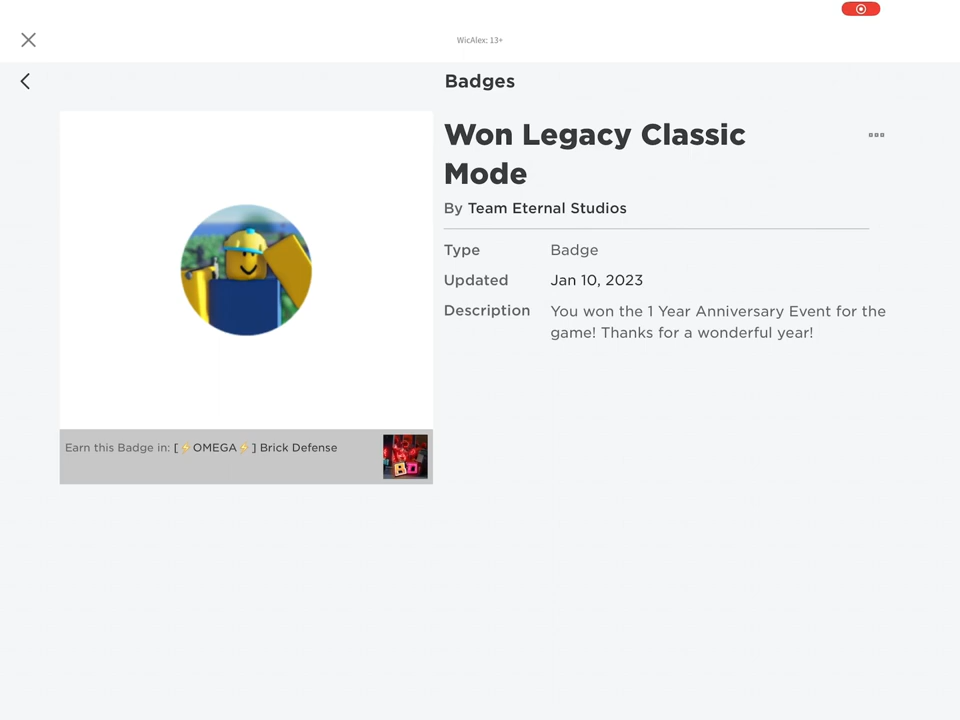 WicAlex: 13+
Badges
Won Legacy Classic
Mode
By Team Eternal Studios
Type Badge
Updated Jan 10, 2023
Description You won the 1 Year Anniversary Event for the
game! Thanks for a wonderful year!
Earn this Badge in: [⚡OMEGA⚡] Brick Defense